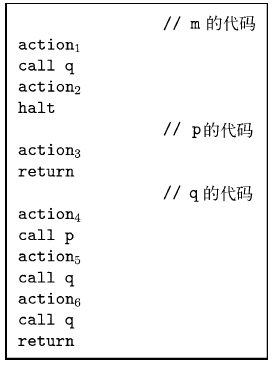 // m 的代码
action₁
call q
action₂
halt
// p的代码
action₃
return
// q 的代码
action₄
call p
action₅
call q
action₆
call q
return